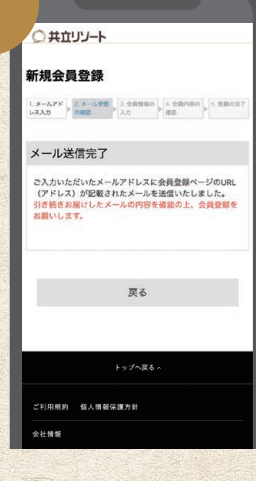 共立リゾート
新規会員登録
1. メールアド
レス入力
2. メール受信
の確認
3. 会員情報の
入力
4. 会員内容の
確認
5. 登録の完了
メール送信完了
ご入力いただいたメールアドレスに会員登録ページのURL
(アドレス)が記載されたメールを送信いたしました。
引き続きお届けしたメールの内容を確認の上、会員登録を
お願いします。
戻る
トップへ戻る へ
ご利用規約 個人情報保護方針
会社情報